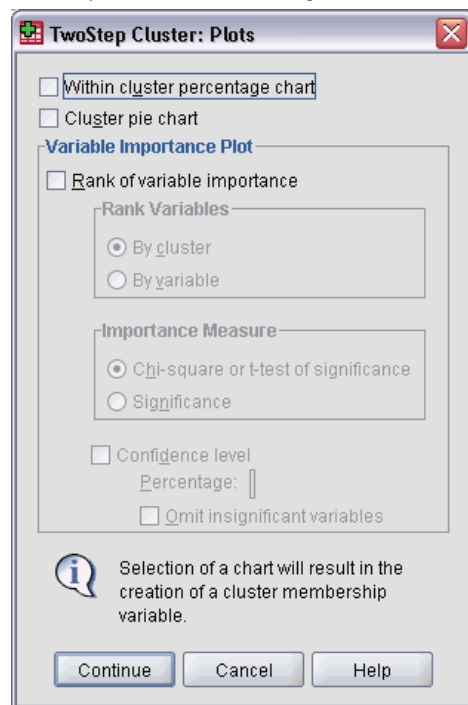 TwoStep Cluster: Plots
Within cluster percentage chart
Cluster pie chart
Variable Importance Plot
Rank of variable importance
Rank Variables
By cluster
By variable
Importance Measure
Chi-square or t-test of significance
Significance
Confidence level
Percentage:
Omit insignificant variables
Selection of a chart will result in the
creation of a cluster membership
variable.
Continue
Cancel
Help